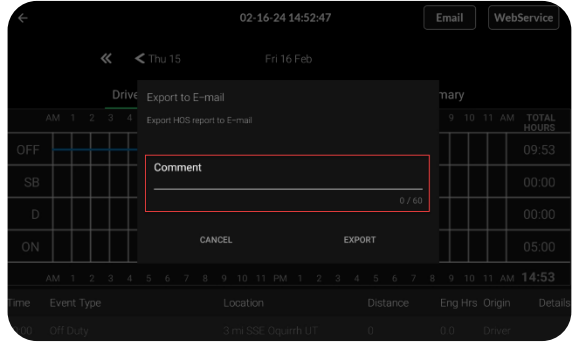 02-16-24 14:52:47 Email WebService
Thu 15 Fri 16 Feb
Drive mary
Export to E-mail
Export HOS report to E-mail
AM 1 2 3 4 9 10 11 AM TOTAL HOURS
OFF 09:53
Comment
SB 00:00
0 / 60
D 00:00
CANCEL EXPORT
ON 05:00
AM 1 2 3 4 5 6 7 8 9 10 11 PM 1 2 3 4 5 6 7 8 9 10 11 AM 14:53
Time Event Type Location Distance Eng Hrs Origin Details
:00 Off Duty 3 mi SSE Oquirrh UT 0 0.0 Driver